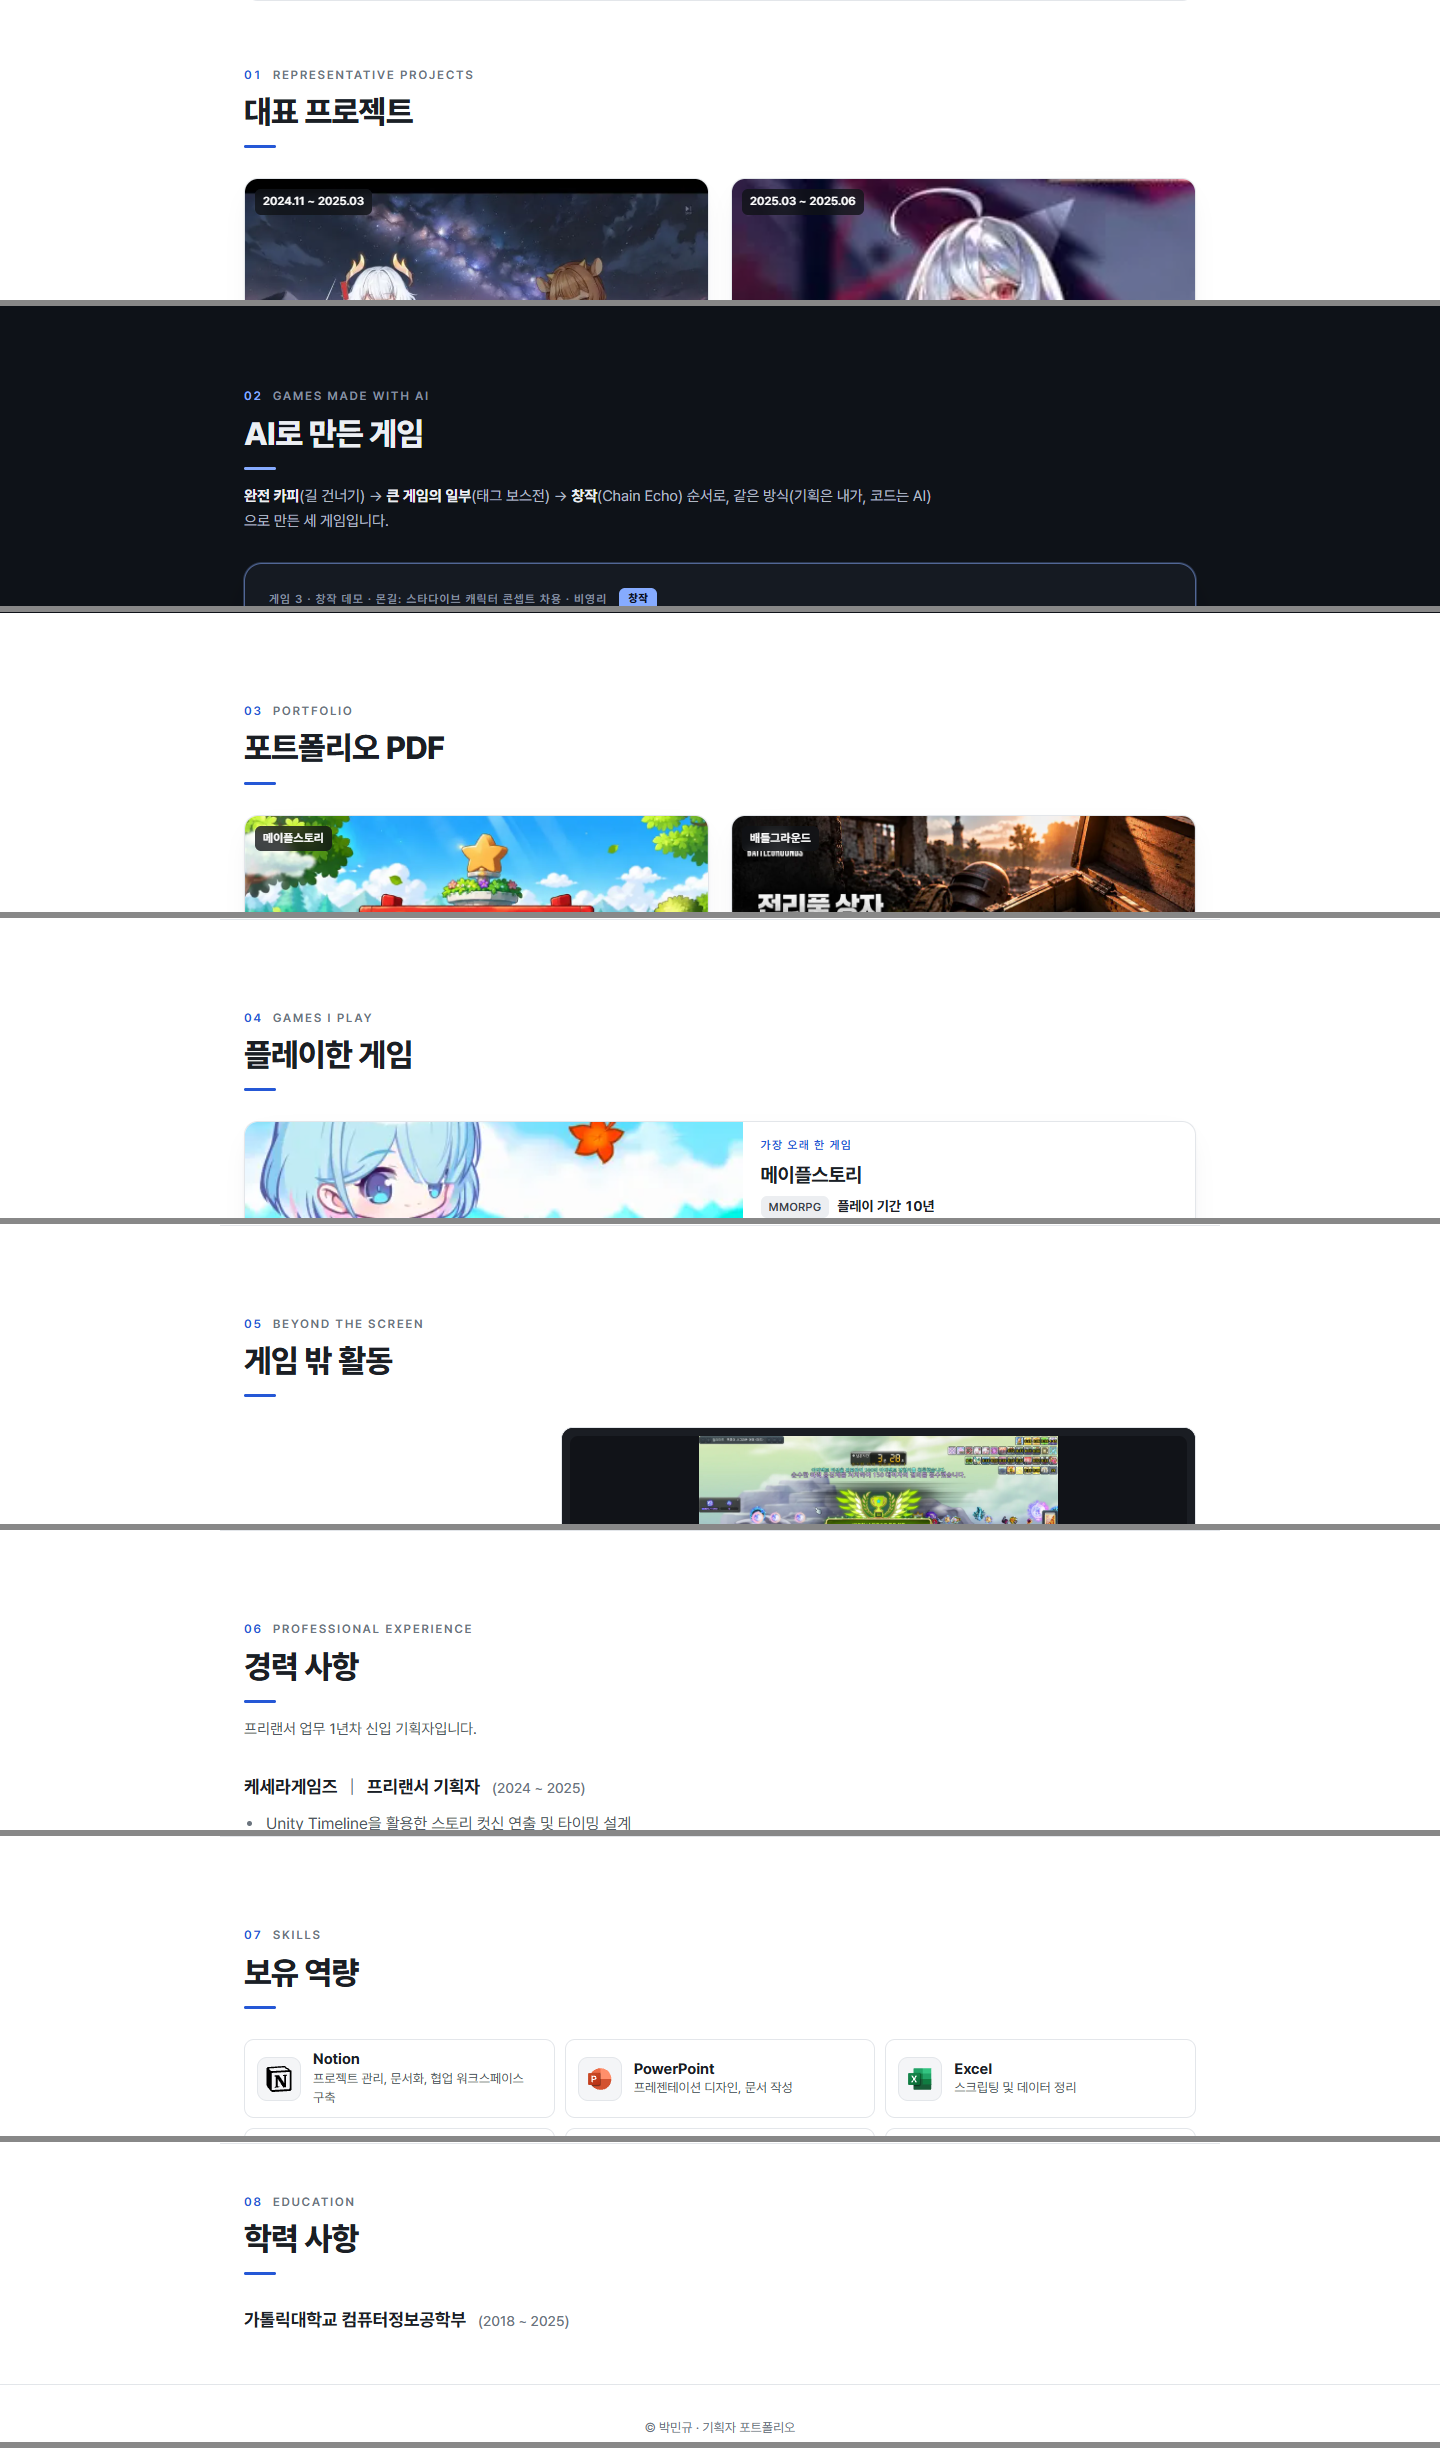 01 REPRESENTATIVE PROJECTS
대표 프로젝트
2024.11 ~ 2025.03
2025.03 ~ 2025.06
02 GAMES MADE WITH AI
AI로 만든 게임
완전 카피(길 건너기) → 큰 게임의 일부(태그 보스전) → 창작(Chain Echo) 순서로, 같은 방식(기획은 내가, 코드는 AI)
으로 만든 세 게임입니다.
게임 3 · 창작 데모 · 몬길: 스타다이브 캐릭터 콘셉트 차용 · 비영리 창작
03 PORTFOLIO
포트폴리오 PDF
메이플스토리
배틀그라운드
BATTLEGROUNDS
전리품 상자
04 GAMES I PLAY
플레이한 게임
가장 오래 한 게임
메이플스토리
MMORPG 플레이 기간 10년
05 BEYOND THE SCREEN
게임 밖 활동
06 PROFESSIONAL EXPERIENCE
경력 사항
프리랜서 업무 1년차 신입 기획자입니다.
케세라게임즈 | 프리랜서 기획자 (2024 ~ 2025)
• Unity Timeline을 활용한 스토리 컷신 연출 및 타이밍 설계
07 SKILLS
보유 역량
Notion
프로젝트 관리, 문서화, 협업 워크스페이스
구축
PowerPoint
프레젠테이션 디자인, 문서 작성
Excel
스크립팅 및 데이터 정리
08 EDUCATION
학력 사항
가톨릭대학교 컴퓨터정보공학부 (2018 ~ 2025)
© 박민규 · 기획자 포트폴리오